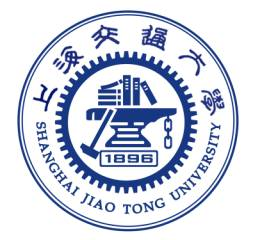 上海交通大學
1896
SHANGHAI JIAO TONG UNIVERSITY